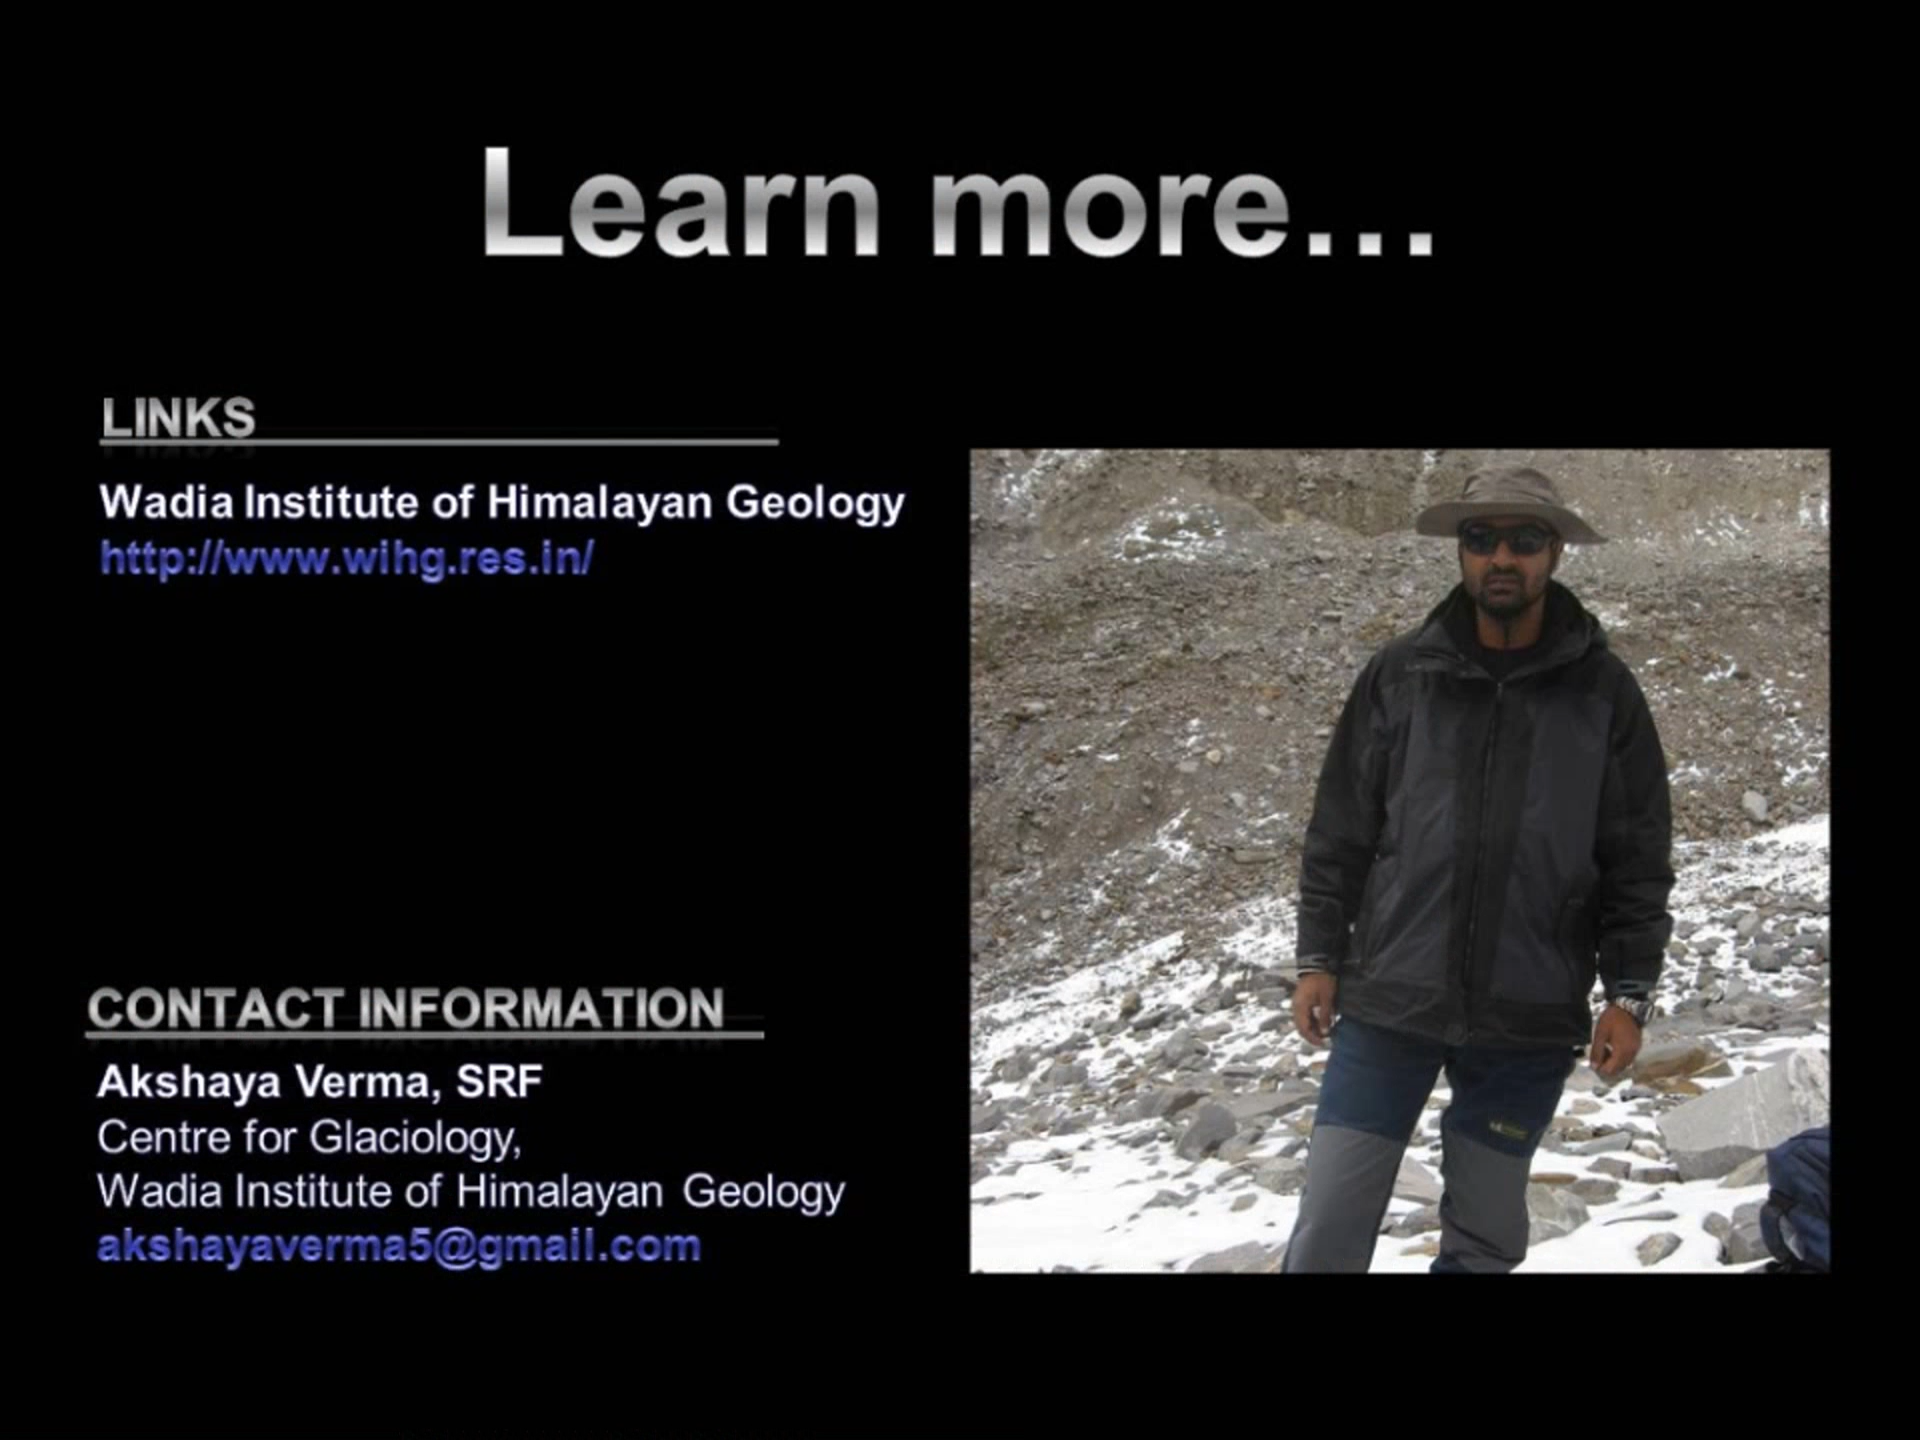 Learn more...
LINKS
Wadia Institute of Himalayan Geology
http://www.wihg.res.in/
CONTACT INFORMATION
Akshaya Verma, SRF
Centre for Glaciology,
Wadia Institute of Himalayan Geology
akshayaverma5@gmail.com